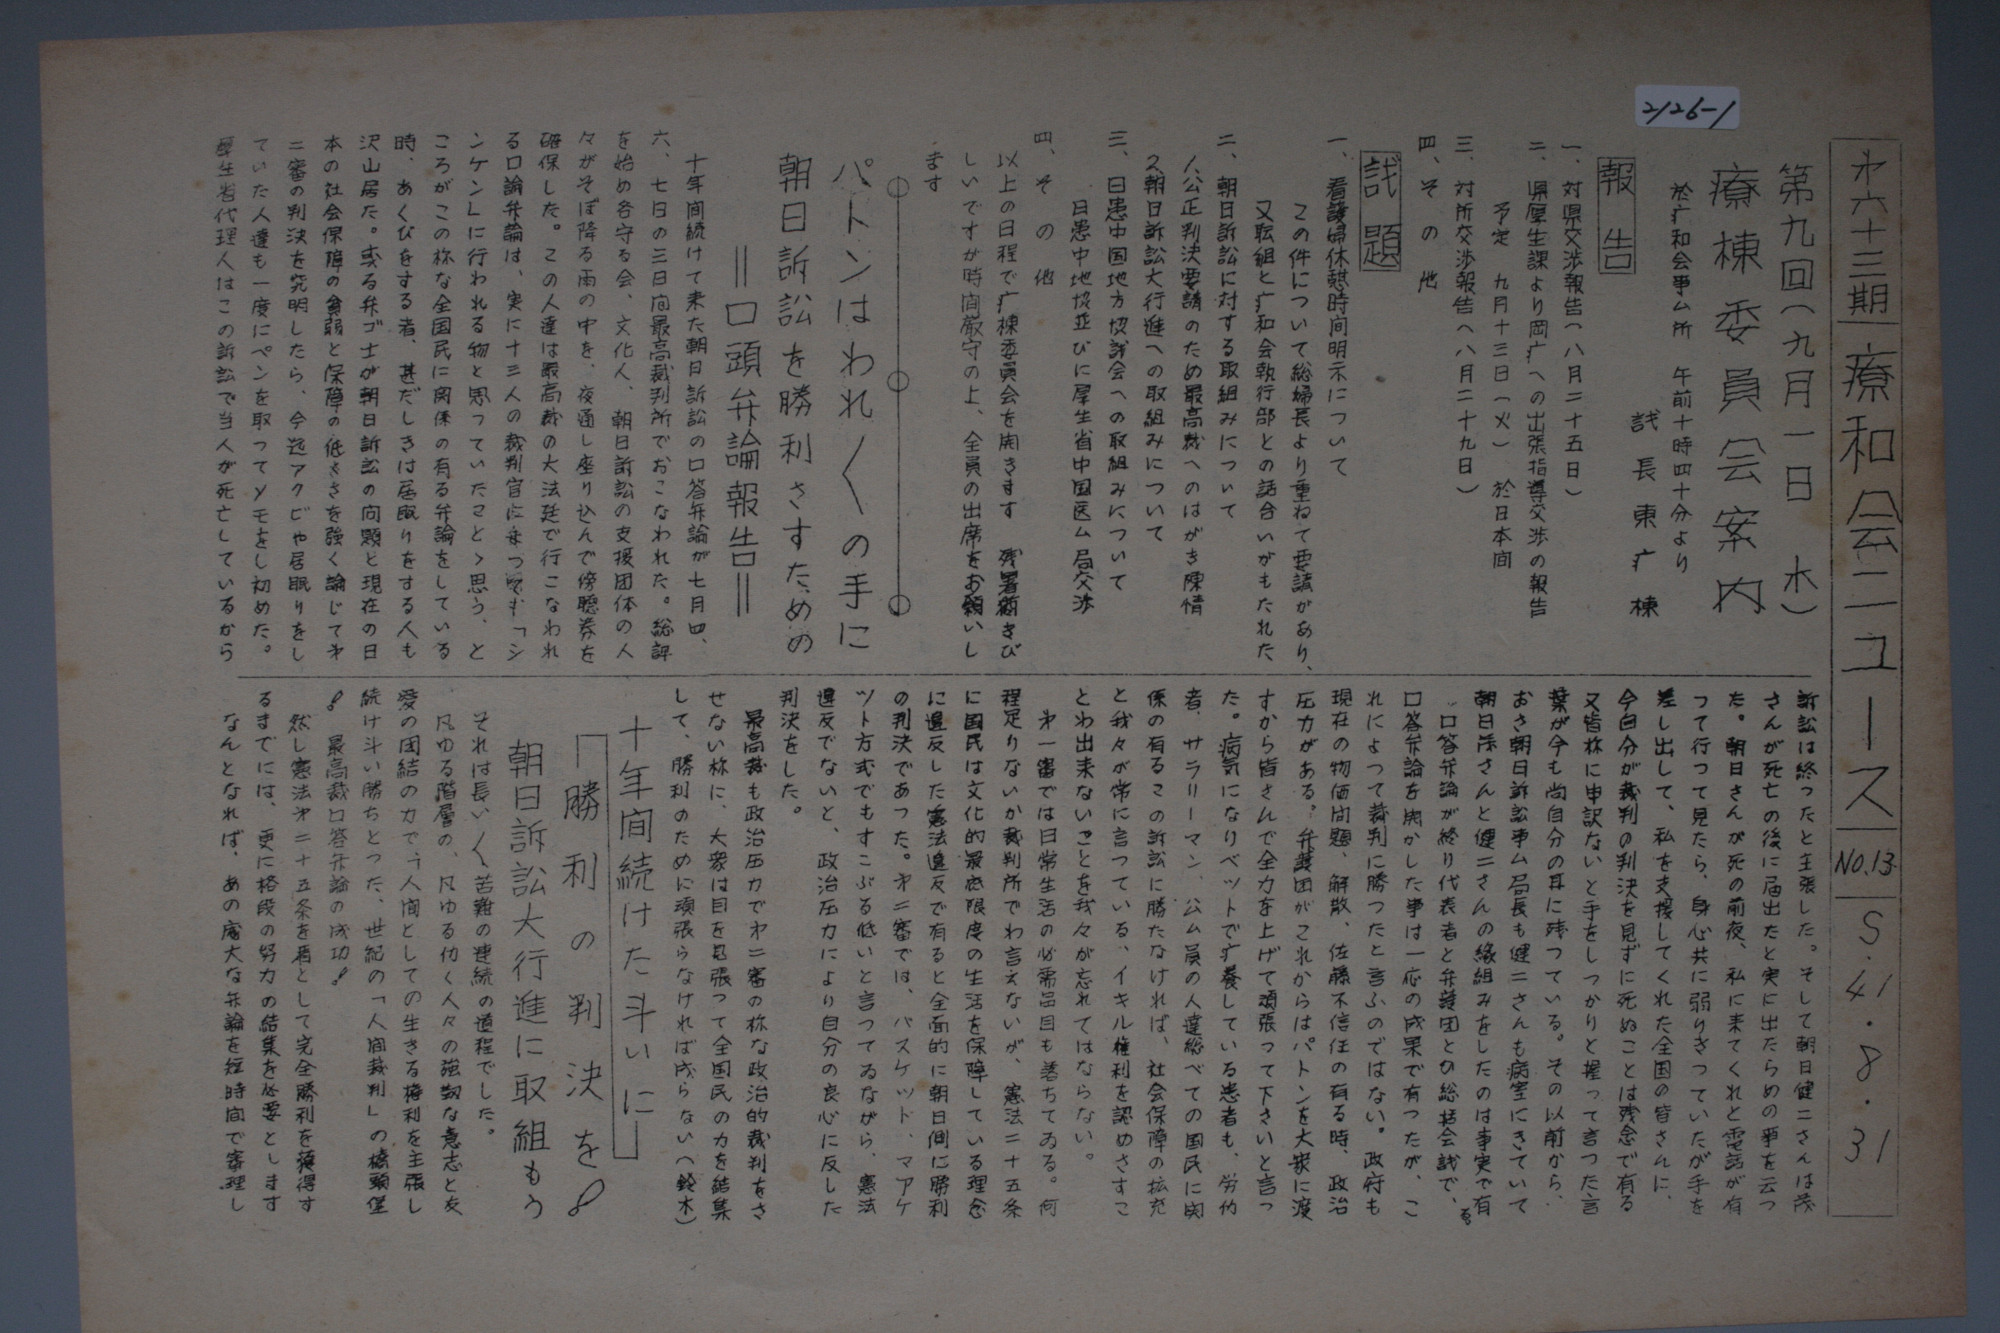 2126-1
才六十三期 療和会ニュース NO.13 S.41.8.31
第九回(九月一日 木)
療棟委員会案内
於疒和会事ム所 午前十時四十分より
議長東疒棟
報告
一、対県交渉報告(八月二十五日)
二、県厚生課より岡疒への出張指導交渉の報告
予定 九月十三日(火) 於日本間
三、対所交渉報告(八月二十九日)
四、その他
議題
一、看護婦休憩時間明示について
この件について総婦長より重ねて要請があり、
又転組と疒和会執行部との話合いがもたれた
二、朝日訴訟に対する取組みについて
1、公正判決要請のため最高裁へのはがき陳情
2、朝日訴訟大行進への取組みについて
三、日患中国地方協議会への取組みについて
日患中地協並びに厚生省中国医ム局交渉
四、その他
以上の日程で疒棟委員会を開きます 残署厳きび
しいですが時間厳守の上、全員の出席をお願いし
ます
バトンはわれ〱の手に
朝日訴訟を勝利さすための
＝口頭弁論報告＝
十年間続けて来た朝日訴訟の口答弁論が七月四、
六、七日の三日間最高裁判所でおこなわれた。総評
を始め各守る会、文化人、朝日訴訟の支援団体の人
々がそぼ降る雨の中を、夜通し座り込んで傍聴券を
確保した。この人達は最高裁の大法廷で行こなわれ
る口論弁論は、実に十三人の裁判官によつて「シ
ンケン」に行われる物と思つていたことゝ思う、と
ころがこの称な全国民に関係の有る弁論をしている
時、あくびをする者、甚だしきは居眠りをする人も
沢山居た。或る弁ゴ士が朝日訴訟の問題と現在の日
本の社会保障の貧弱と保障の低さを強く論じて才
二審の判決を究明したら、今迄アクビや居眠りをし
ていた人達も一度にペンを取つてメモをし初めた。
厚生省代理人はこの訴訟で当人が死亡しているから
訴訟は終つたと主張した。そして朝日健二さんは茂
さんが死亡の後に届出たと実に出たらめの事を云つ
た。朝日さんが死の前夜、私に来てくれと電話が有
つて行つて見たら、身心共に弱りきつていたが手を
差し出して、私を支援してくれた全国の皆さんに、
今自分が裁判の判決を見ずに死ぬことは残念で有る
又皆称に申訳ないと手をしつかりと握って言つた言
葉が今も尚自分の耳に残つている。その以前から、
おさ朝日訴訟事ム局長も健二さんも病室にきていて
朝日茂さんと健二さんの縁組みをしたのは事実で有
る。
口答弁論が終り代表者と弁護団との総括会議で、
口答弁論を開かした事は一応の成果で有つたが、こ
れによつて裁判に勝つたと言ふのではない。政府も
現在の物価問題、解散、佐藤不信任の有る時、政治
圧力がある。弁護団がこれからはバトンを大衆に渡
すから皆さんで全力を上げて頑張って下さいと言っ
た。病気になりベットで疒養している患者も、労仂
者、サラリーマン、公ム員の人達総べての国民に関
係の有るこの訴訟に勝たなければ、社会保障の拡充
と我々が常に言つている、イキル権利を認めさすこ
とわ出来ないことを我々が忘れてはならない。
才一審では日常生活の必需品目も落ちてゐる。何
程足りないか裁判所でわ言えないが、憲法二十五条
に国民は文化的最底限度の生活を保障している理念
に違反した憲法違反で有ると全面的に朝日側に勝利
の判決であつた。才二審では、バスケット、マアケ
ツト方式でもすこぶる低いと言つてゐながら、憲法
違反でないと、政治圧力により自分の良心に反した
判決をした。
最高裁も政治圧力で才二審の称な政治的裁判をさ
せない称に、大衆は目を見張つて全国民の力を結集
して、勝利のために頑張らなければ成らない(鈴木)
十年間続けた斗いに
「勝利の判決を!」
朝日訴訟大行進に取組もう
それは長い〱苦難の連続の道程でした。
凡ゆる階層の、凡ゆる仂く人々の強靱な意志と友
愛の団結の力で、人間としての生きる権利を主張し
続け斗い勝ちとった、世紀の「人間裁判」の橋頭堡
! 最高裁口答弁論の成功!
然し憲法才二十五条を盾として完全勝利を獲得す
るまでには、更に格段の努力の結集を必要とします
なんとなれば、あの厖大な弁論を短時間で審理し